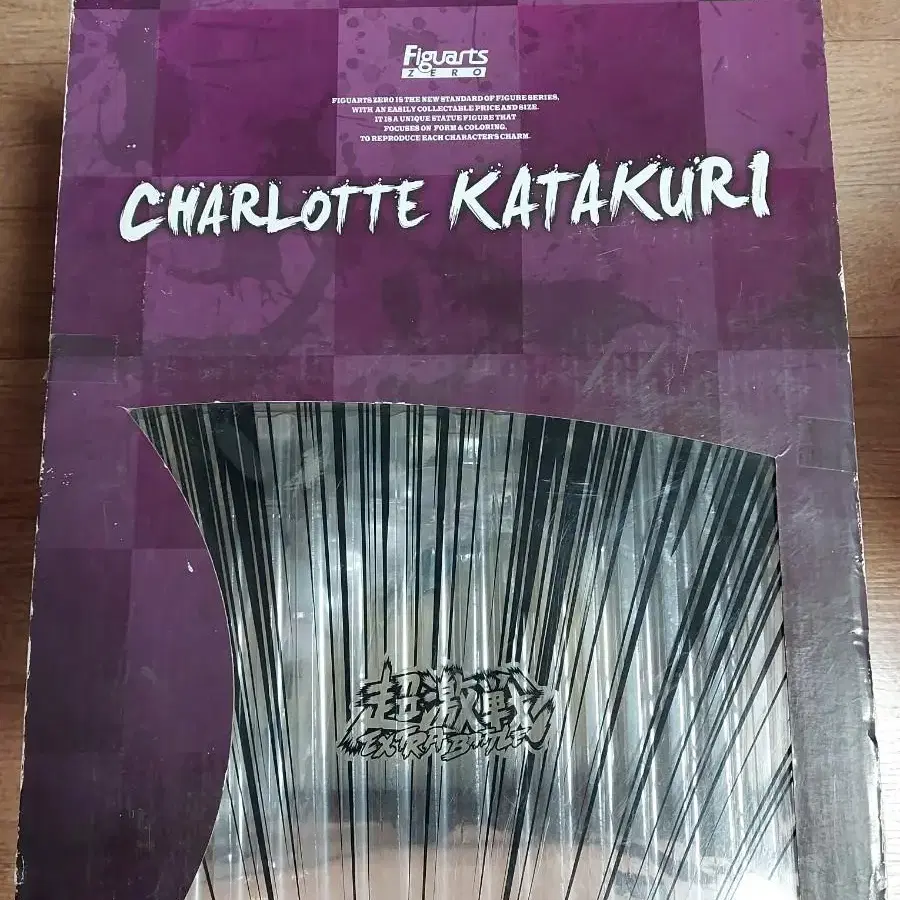 Figuarts
ZERO
FIGUARTS ZERO IS THE NEW STANDARD OF FIGURE SERIES,
WITH AN EASILY COLLECTABLE PRICE AND SIZE.
IT IS A UNIQUE STATUE FIGURE THAT
FOCUSES ON FORM & COLORING,
TO REPRODUCE EACH CHARACTER'S CHARM.
CHARLOTTE KATAKURI
超激戦
EXTRA BATTLE